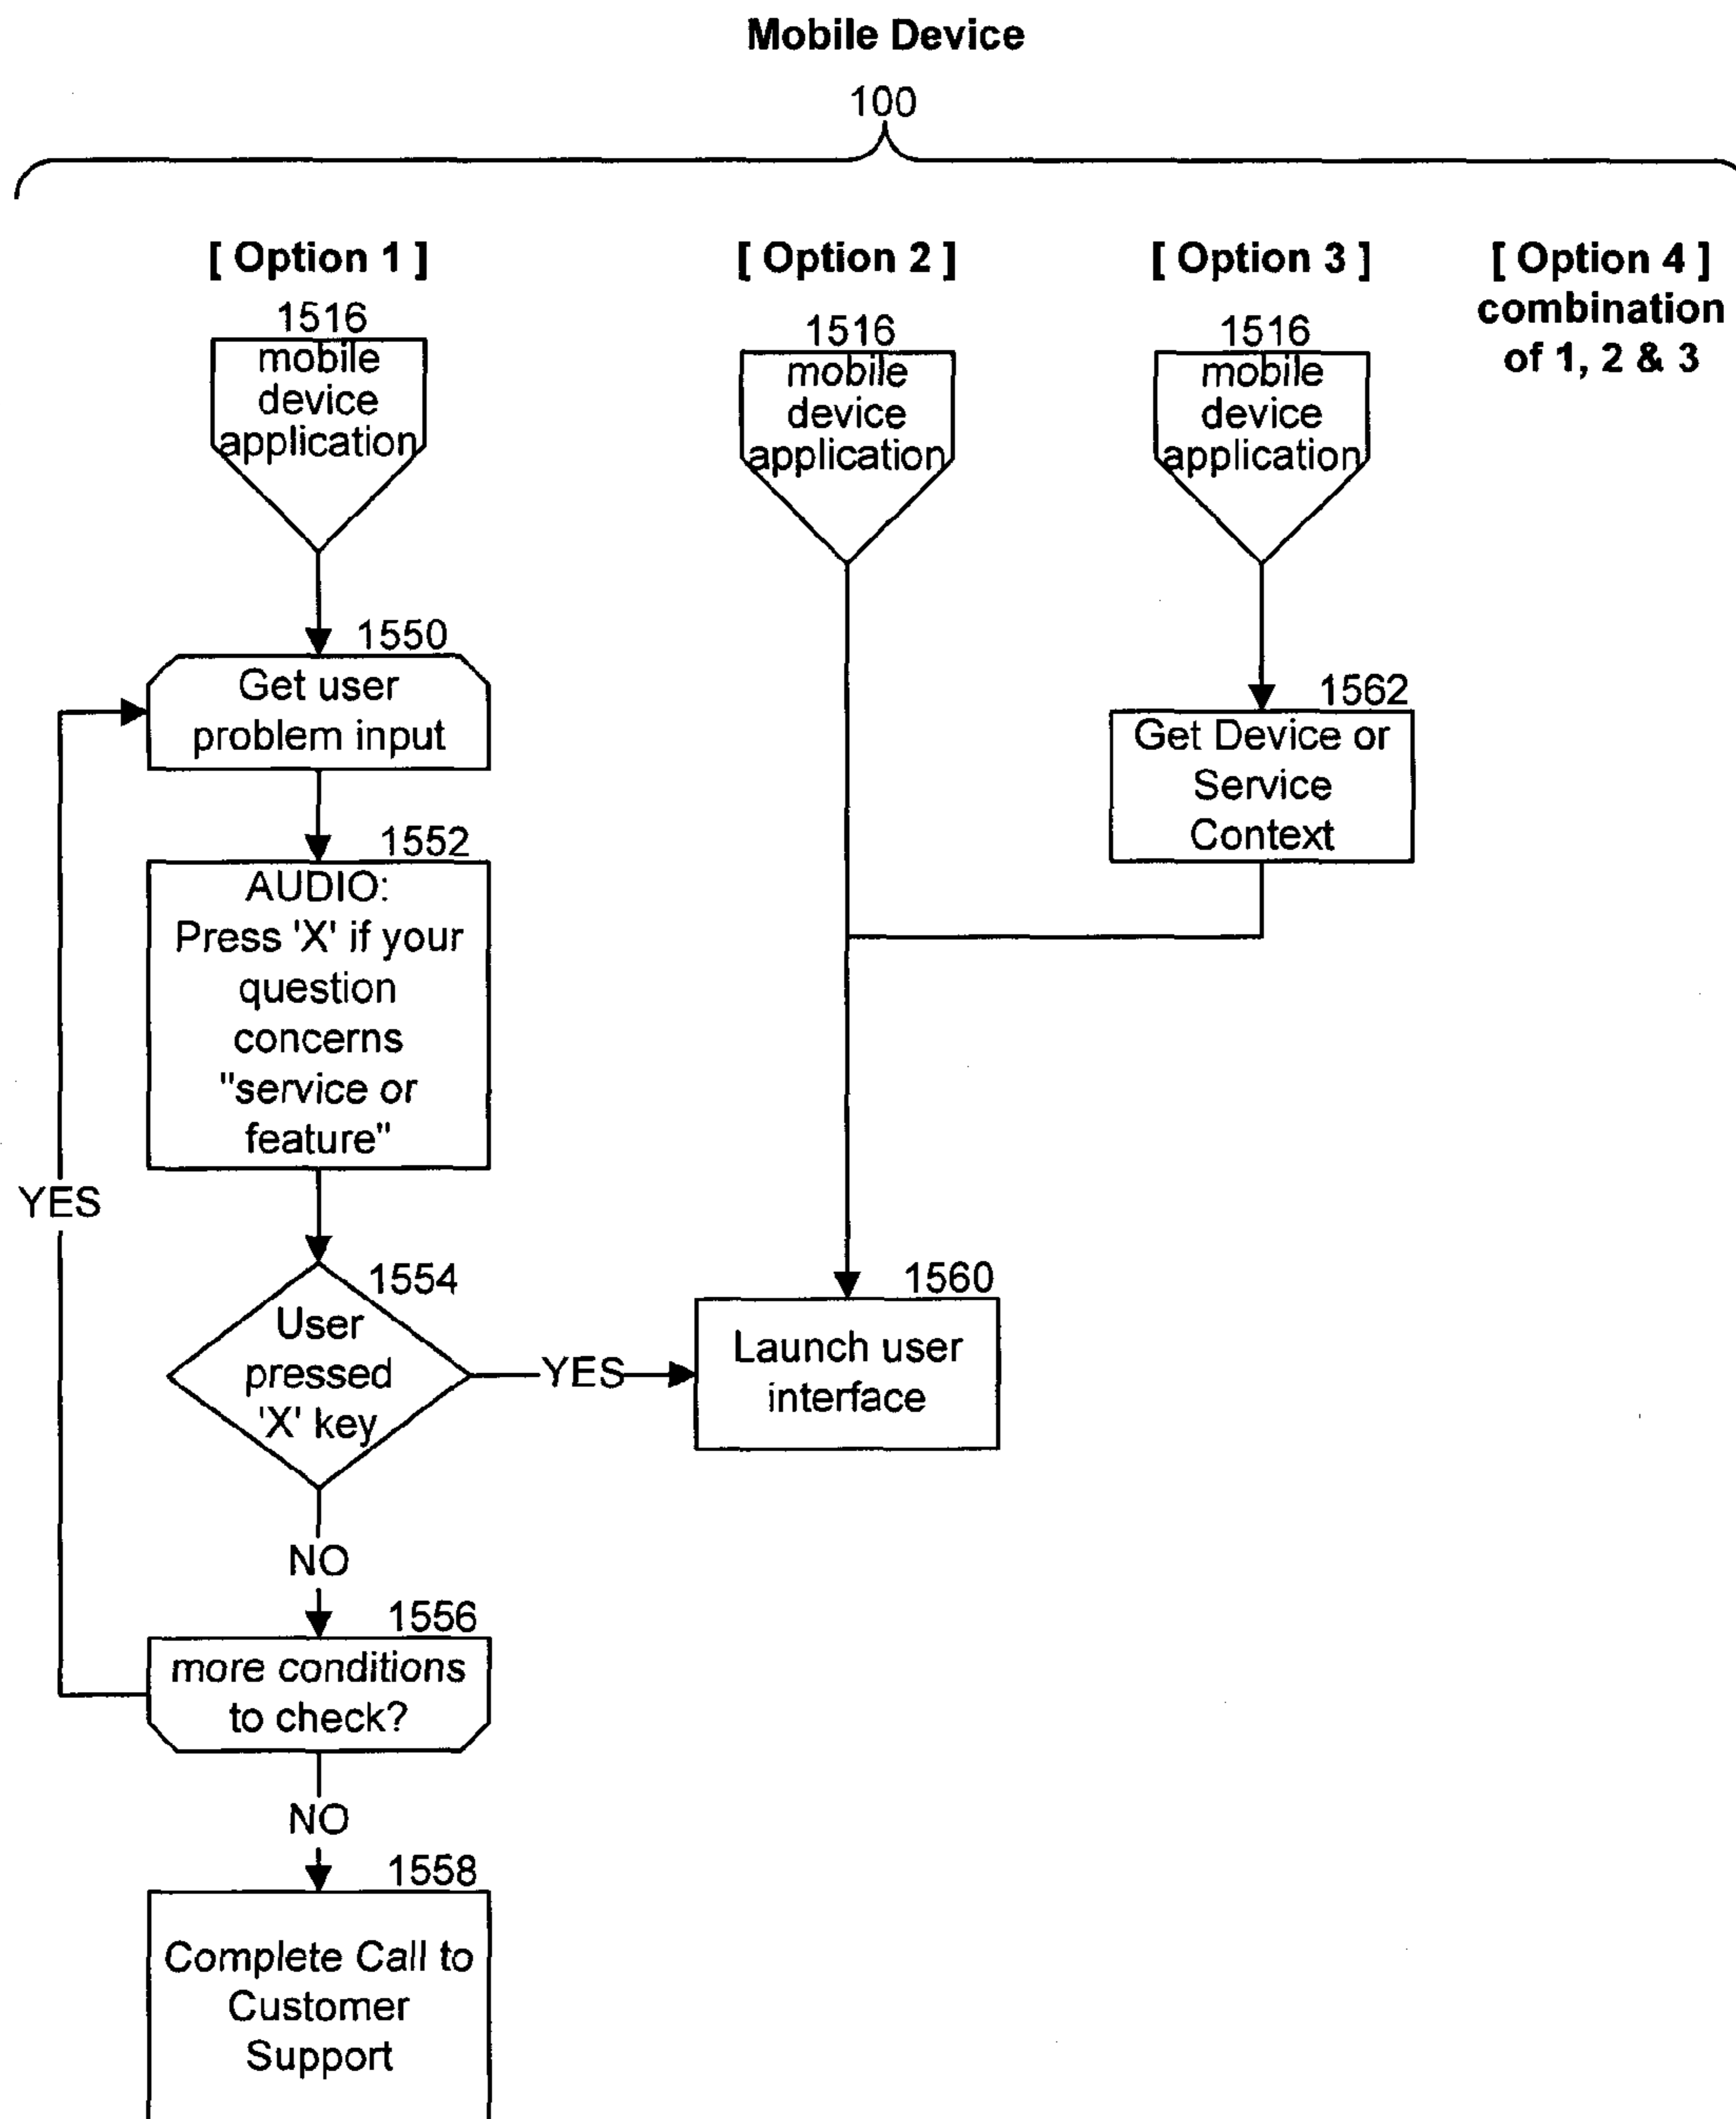 Mobile Device
100
[ Option 1 ]
1516
mobile
device
application
1550
Get user
problem input
1552
AUDIO:
Press 'X' if your
question
concerns
"service or
feature"
YES
1554
User
pressed
'X' key
YES
NO
1556
more conditions
to check?
NO
1558
Complete Call to
Customer
Support
[ Option 2 ]
1516
mobile
device
application
1560
Launch user
interface
[ Option 3 ]
1516
mobile
device
application
1562
Get Device or
Service
Context
[ Option 4 ]
combination
of 1, 2 & 3